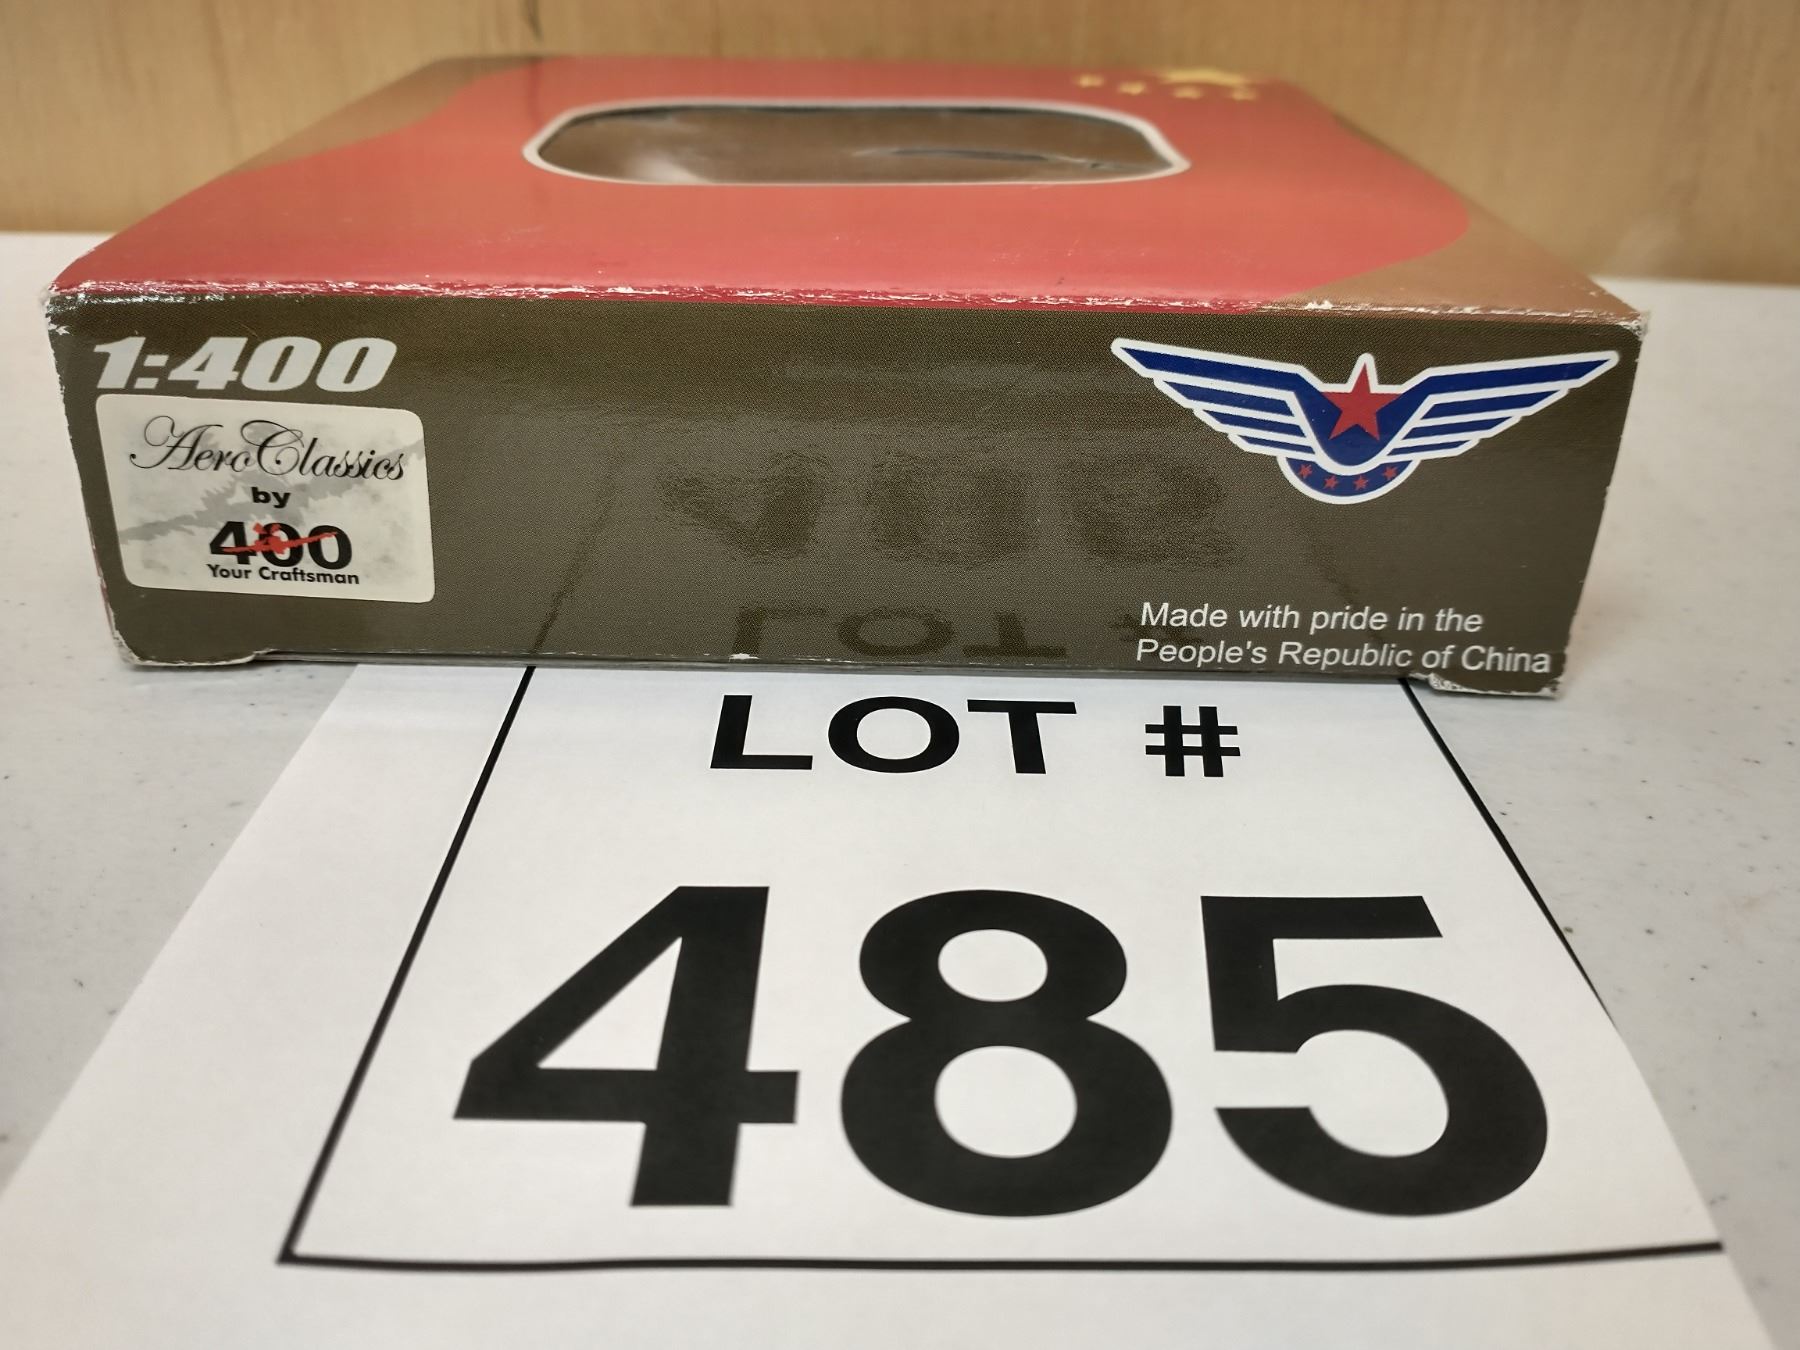 1:400
AeroClassics
by
400
Your Craftsman
Made with pride in the
People's Republic of China
LOT #
485